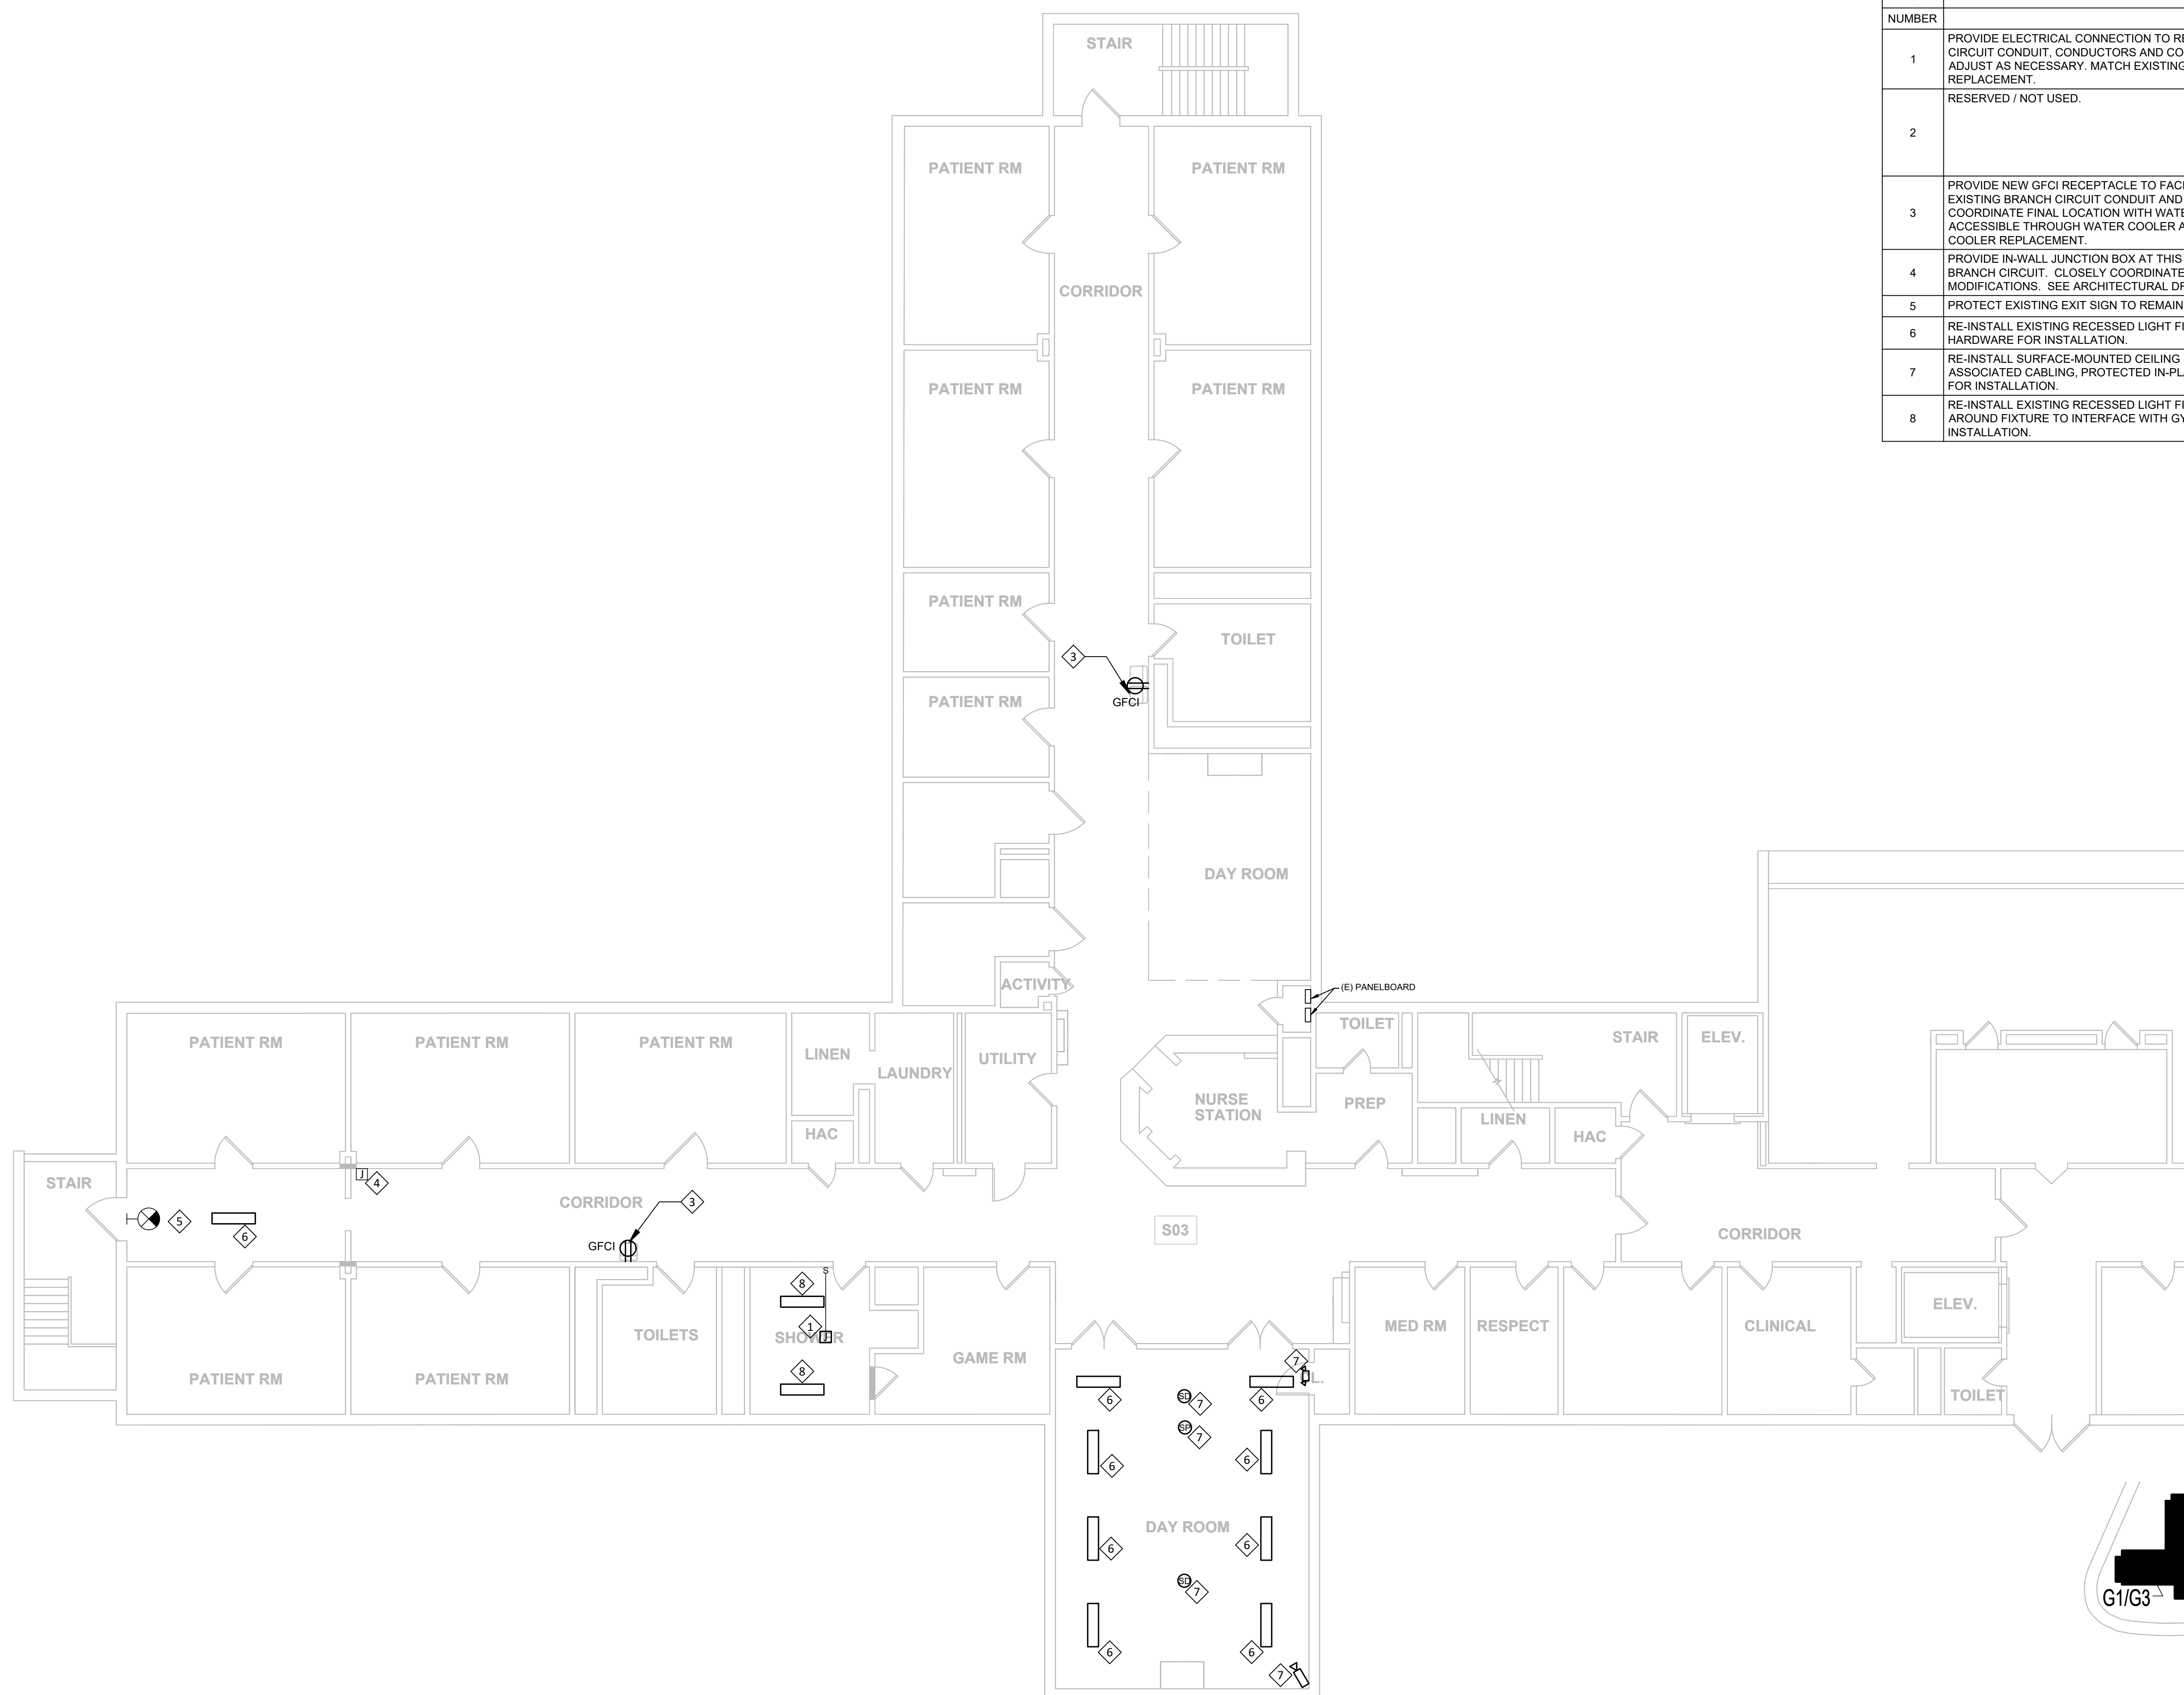 NUMBER
1
PROVIDE ELECTRICAL CONNECTION TO
CIRCUIT CONDUIT, CONDUCTORS AND
ADJUST AS NECESSARY. MATCH EXISTING
REPLACEMENT.
2
RESERVED / NOT USED.
3
PROVIDE NEW GFCI RECEPTACLE TO
EXISTING BRANCH CIRCUIT CONDUIT AND
COORDINATE FINAL LOCATION WITH
ACCESSIBLE THROUGH WATER COOLER
COOLER REPLACEMENT.
4
PROVIDE IN-WALL JUNCTION BOX AT THIS
BRANCH CIRCUIT. CLOSELY COORDINATE
MODIFICATIONS. SEE ARCHITECTURAL
5
PROTECT EXISTING EXIT SIGN TO REMAIN
6
RE-INSTALL EXISTING RECESSED LIGHT
HARDWARE FOR INSTALLATION.
7
RE-INSTALL SURFACE-MOUNTED CEILING
ASSOCIATED CABLING, PROTECTED
FOR INSTALLATION.
8
RE-INSTALL EXISTING RECESSED LIGHT
AROUND FIXTURE TO INTERFACE WITH
INSTALLATION.
STAIR
PATIENT RM
PATIENT RM
CORRIDOR
PATIENT RM
PATIENT RM
PATIENT RM
TOILET
3
GFCI
PATIENT RM
DAY ROOM
ACTIVITY
(E) PANELBOARD
TOILET
STAIR
ELEV.
PATIENT RM
PATIENT RM
PATIENT RM
LINEN
LAUNDRY
UTILITY
NURSE
STATION
PREP
LINEN
HAC
HAC
STAIR
J
4
CORRIDOR
3
5
6
GFCI
S03
CORRIDOR
S
8
1
J
SHOWER
8
TOILETS
GAME RM
MED RM
RESPECT
CLINICAL
ELEV.
PATIENT RM
PATIENT RM
7
CL.
TOILET
6
SD
7
6
SP
7
6
6
DAY ROOM
6
6
SD
7
6
6
7
G1/G3